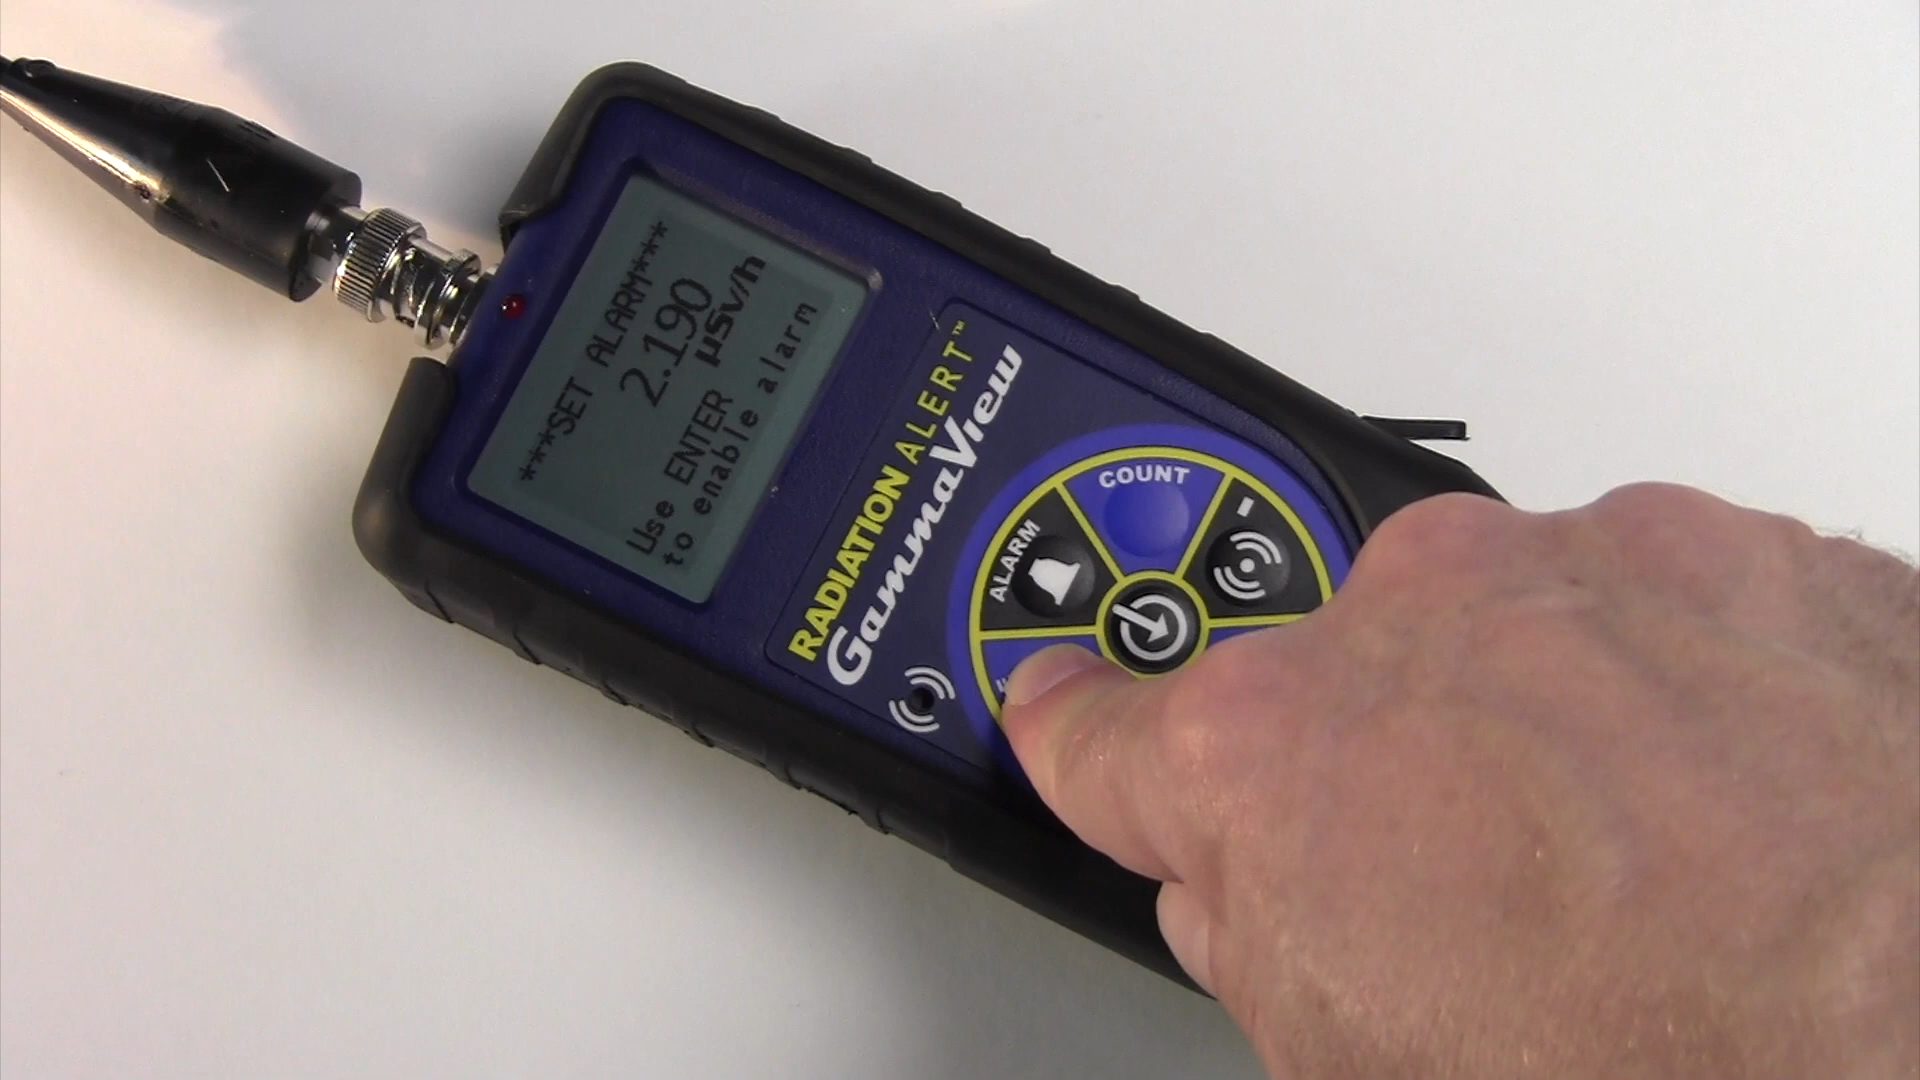 ***SET ALARM***
2.190
µSv/h
Use ENTER
to enable alarm
RADIATION ALERT™
GammaView
COUNT
ALARM
-